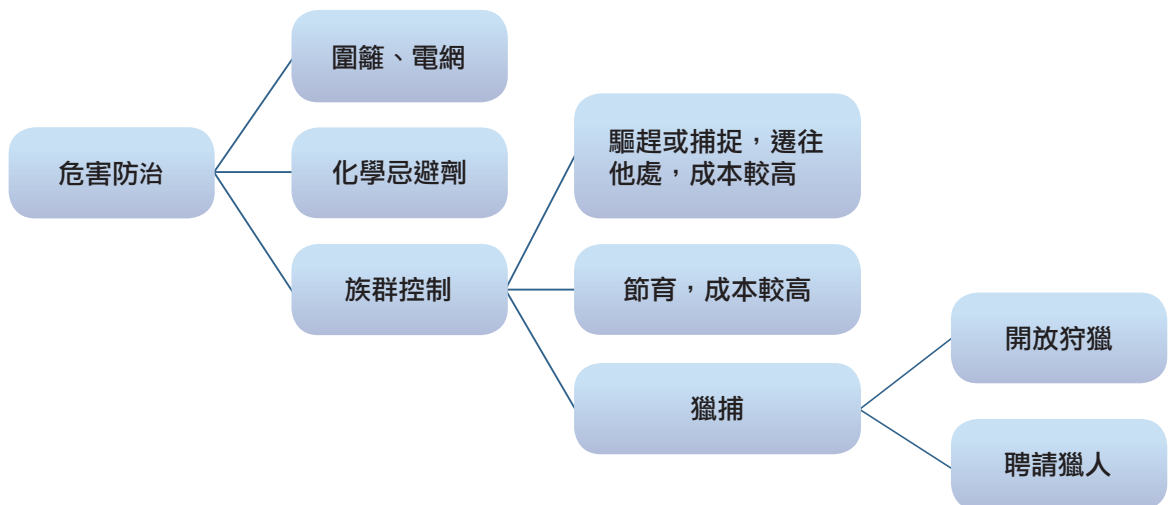 危害防治
圍籬、電網
化學忌避劑
族群控制
驅趕或捕捉，遷往
他處，成本較高
節育，成本較高
獵捕
開放狩獵
聘請獵人